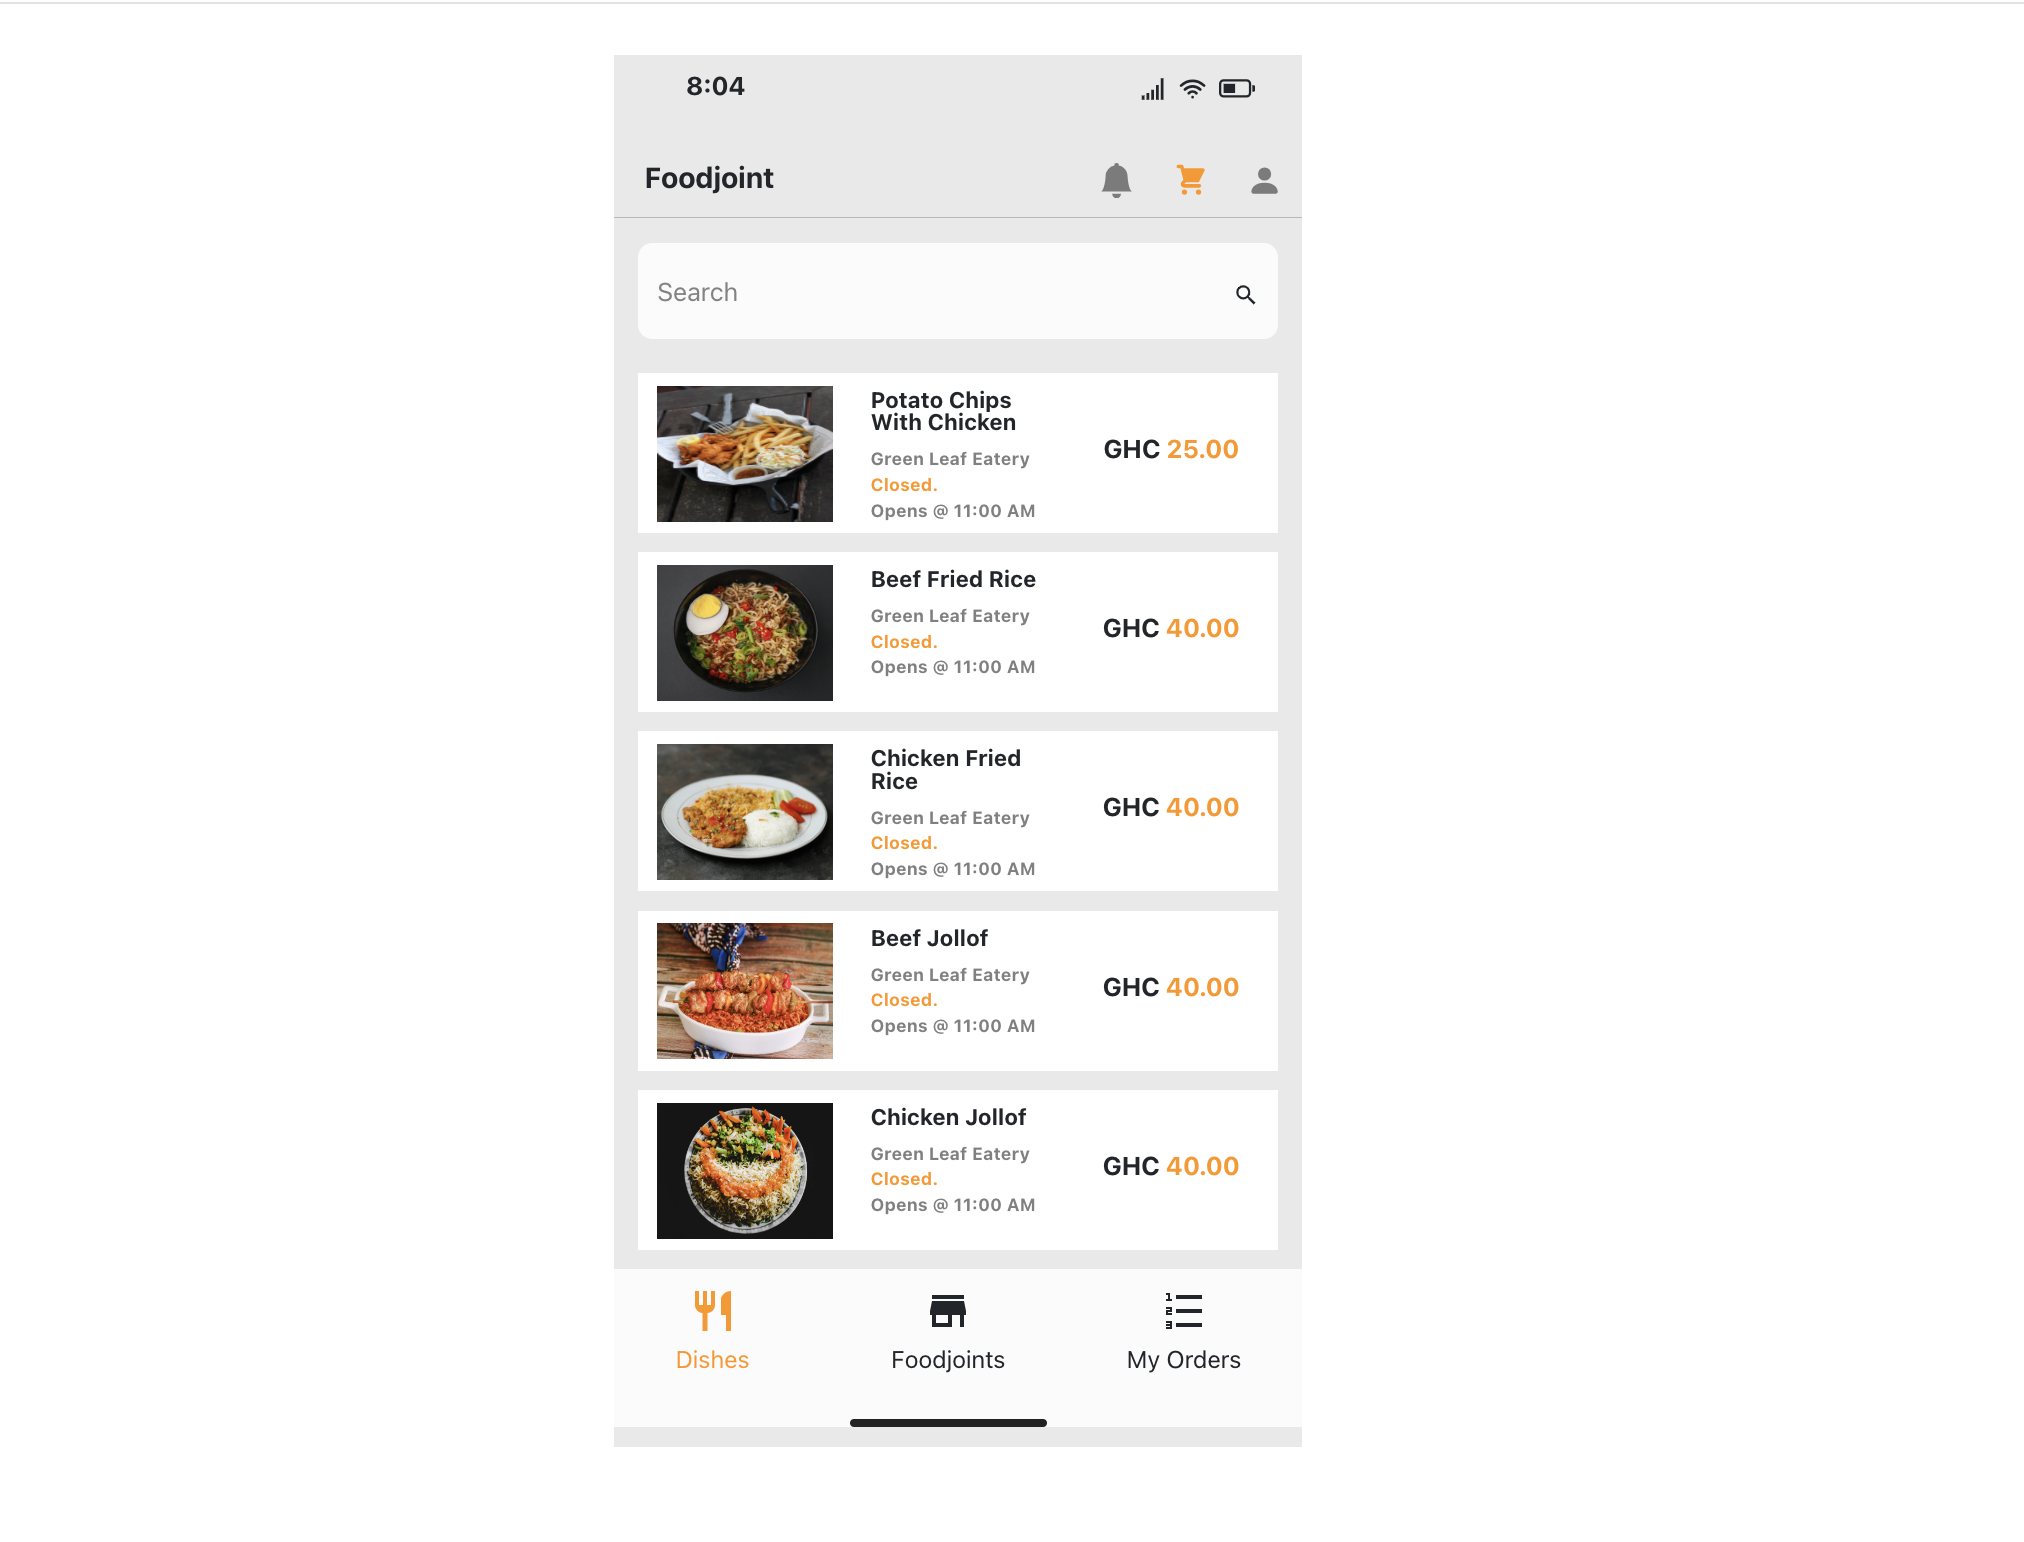 8:04
Foodjoint
Search
Potato Chips
With Chicken
Green Leaf Eatery
Closed.
Opens @ 11:00 AM
GHC 25.00
Beef Fried Rice
Green Leaf Eatery
Closed.
Opens @ 11:00 AM
GHC 40.00
Chicken Fried
Rice
Green Leaf Eatery
Closed.
Opens @ 11:00 AM
GHC 40.00
Beef Jollof
Green Leaf Eatery
Closed.
Opens @ 11:00 AM
GHC 40.00
Chicken Jollof
Green Leaf Eatery
Closed.
Opens @ 11:00 AM
GHC 40.00
Dishes
Foodjoints
My Orders